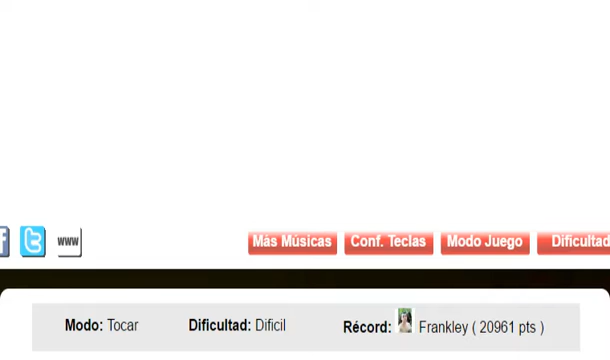 www Más Músicas Conf. Teclas Modo Juego Dificultad
Modo: Tocar Dificultad: Difícil Récord: Frankley ( 20961 pts )